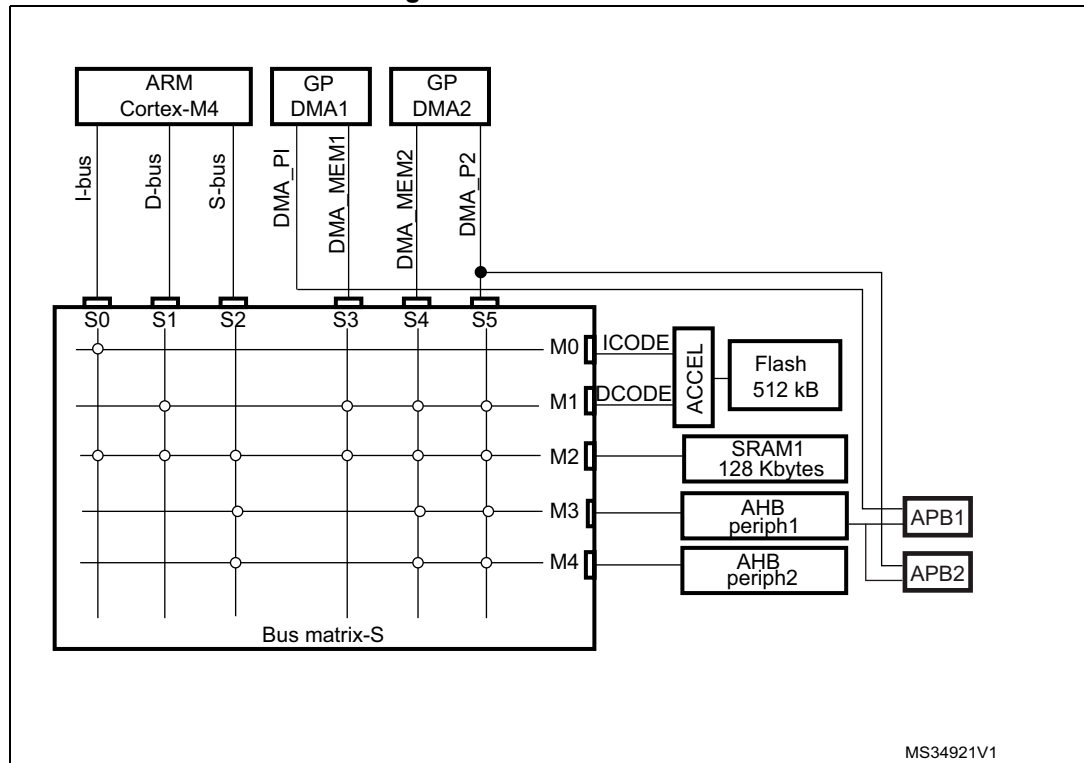 ARM
Cortex-M4
GP
DMA1
GP
DMA2
I-bus
D-bus
S-bus
DMA_PI
DMA_MEM1
DMA_MEM2
DMA_P2
S0
S1
S2
S3
S4
S5
M0
ICODE
M1
DCODE
ACCEL
Flash
512 kB
M2
SRAM1
128 Kbytes
M3
AHB
periph1
APB1
M4
AHB
periph2
APB2
Bus matrix-S
MS34921V1